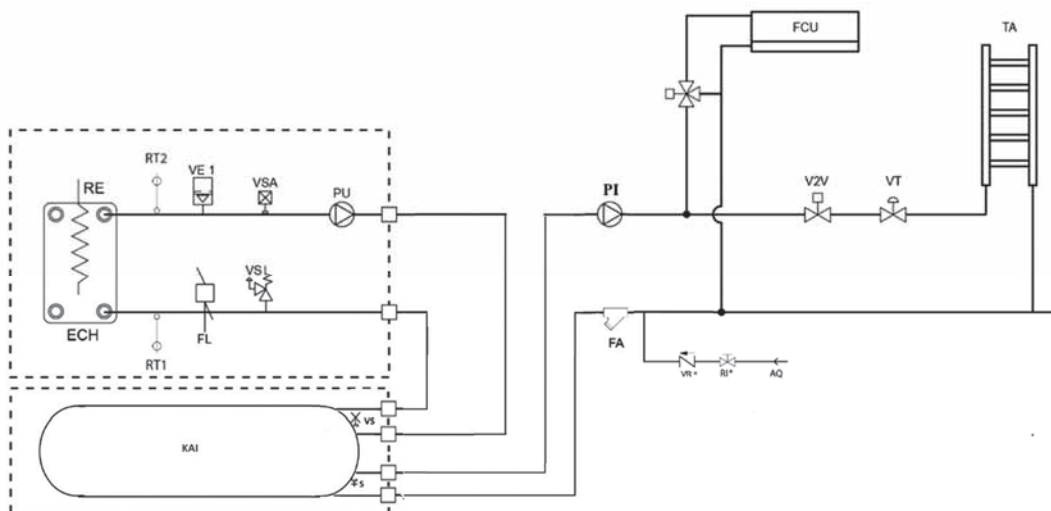 FCU
TA
RT2
VE 1
VSA
PU
RE
PI
V2V
VT
VSI
ECH
FL
RT1
FA
VR*
RI*
AQ
VS
KAI
S